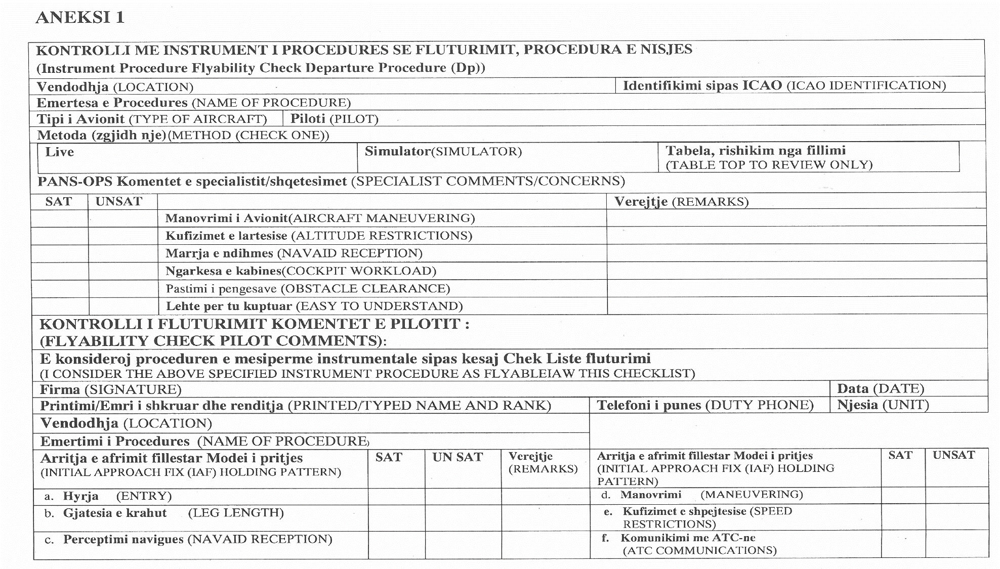 ANEKSI 1
KONTROLLI ME INSTRUMENT I PROCEDURES SE FLUTURIMIT, PROCEDURA E NISJES
(Instrument Procedure Flyability Check Departure Procedure (Dp))
Vendodhja (LOCATION) Identifikimi sipas ICAO (ICAO IDENTIFICATION)
Emertesa e Procedures (NAME OF PROCEDURE)
Tipi i Avionit (TYPE OF AIRCRAFT) Piloti (PILOT)
Metoda (zgjidh nje)(METHOD (CHECK ONE))
Live Simulator(SIMULATOR) Tabela, rishikim nga fillimi
(TABLE TOP TO REVIEW ONLY)
PANS-OPS Komentet e specialistit/shqetesimet (SPECIALIST COMMENTS/CONCERNS)
SAT UNSAT Verejtje (REMARKS)
Manovrimi i Avionit(AIRCRAFT MANEUVERING)
Kufizimet e lartesise (ALTITUDE RESTRICTIONS)
Marrja e ndihmes (NAVAID RECEPTION)
Ngarkesa e kabines(COCKPIT WORKLOAD)
Pastimi i pengesave (OBSTACLE CLEARANCE)
Lehte per tu kuptuar (EASY TO UNDERSTAND)
KONTROLLI I FLUTURIMIT KOMENTET E PILOTIT :
(FLYABILITY CHECK PILOT COMMENTS):
E konsideroj proceduren e mesiperme instrumentale sipas kesaj Chek Liste fluturimi
(I CONSIDER THE ABOVE SPECIFIED INSTRUMENT PROCEDURE AS FLYABLEIAW THIS CHECKLIST)
Firma (SIGNATURE) Data (DATE)
Printimi/Emri i shkruar dhe renditja (PRINTED/TYPED NAME AND RANK) Telefoni i punes (DUTY PHONE) Njesia (UNIT)
Vendodhja (LOCATION)
Emertimi i Procedures (NAME OF PROCEDURE)
Arritja e afrimit fillestar Modei i pritjes SAT UN SAT Verejtje
(INITIAL APPROACH FIX (IAF) HOLDING PATTERN) (REMARKS)
Arritja e afrimit fillestar Modei i pritjes SAT UNSAT
(INITIAL APPROACH FIX (IAF) HOLDING
PATTERN)
a. Hyrja (ENTRY) d. Manovrimi (MANEUVERING)
b. Gjatesia e krahut (LEG LENGTH) e. Kufizimet e shpejtesise (SPEED
RESTRICTIONS)
c. Perceptimi navigues (NAVAID RECEPTION) f. Komunikimi me ATC-ne
(ATC COMMUNICATIONS)